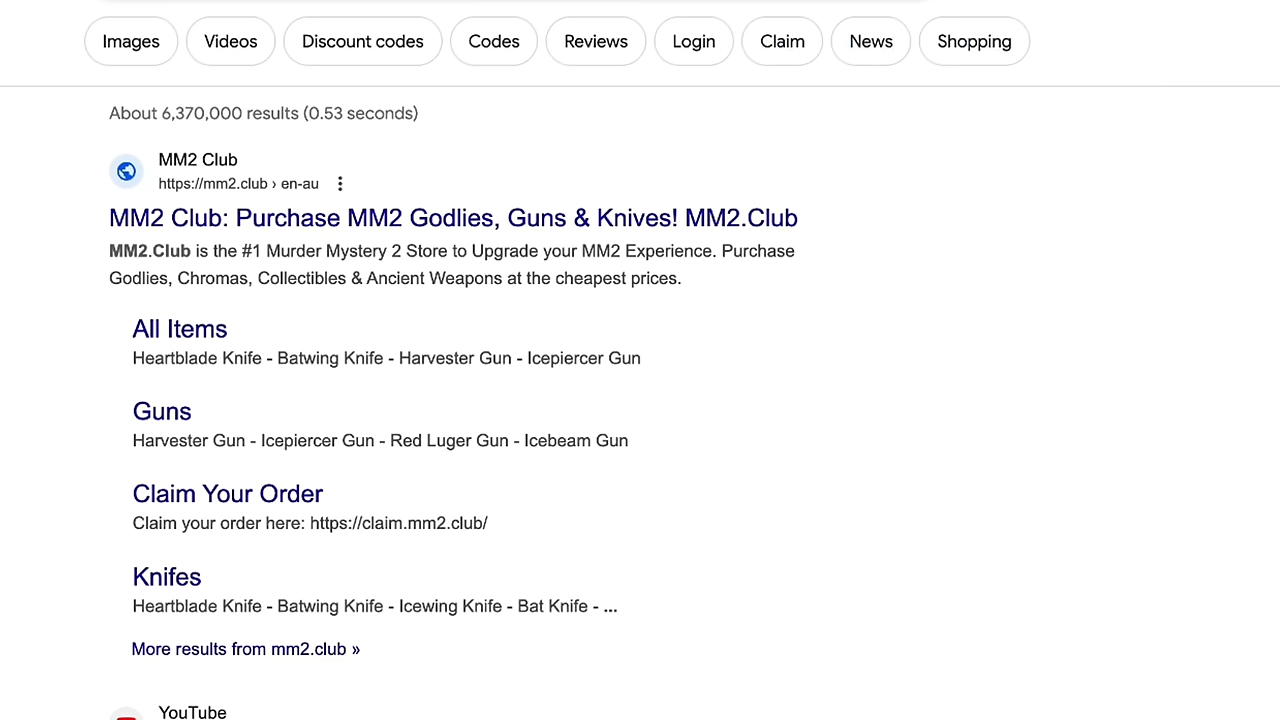 Images Videos Discount codes Codes Reviews Login Claim News Shopping
About 6,370,000 results (0.53 seconds)
MM2 Club
https://mm2.club › en-au
MM2 Club: Purchase MM2 Godlies, Guns & Knives! MM2.Club
MM2.Club is the #1 Murder Mystery 2 Store to Upgrade your MM2 Experience. Purchase
Godlies, Chromas, Collectibles & Ancient Weapons at the cheapest prices.
All Items
Heartblade Knife - Batwing Knife - Harvester Gun - Icepiercer Gun
Guns
Harvester Gun - Icepiercer Gun - Red Luger Gun - Icebeam Gun
Claim Your Order
Claim your order here: https://claim.mm2.club/
Knifes
Heartblade Knife - Batwing Knife - Icewing Knife - Bat Knife - ...
More results from mm2.club »
YouTube